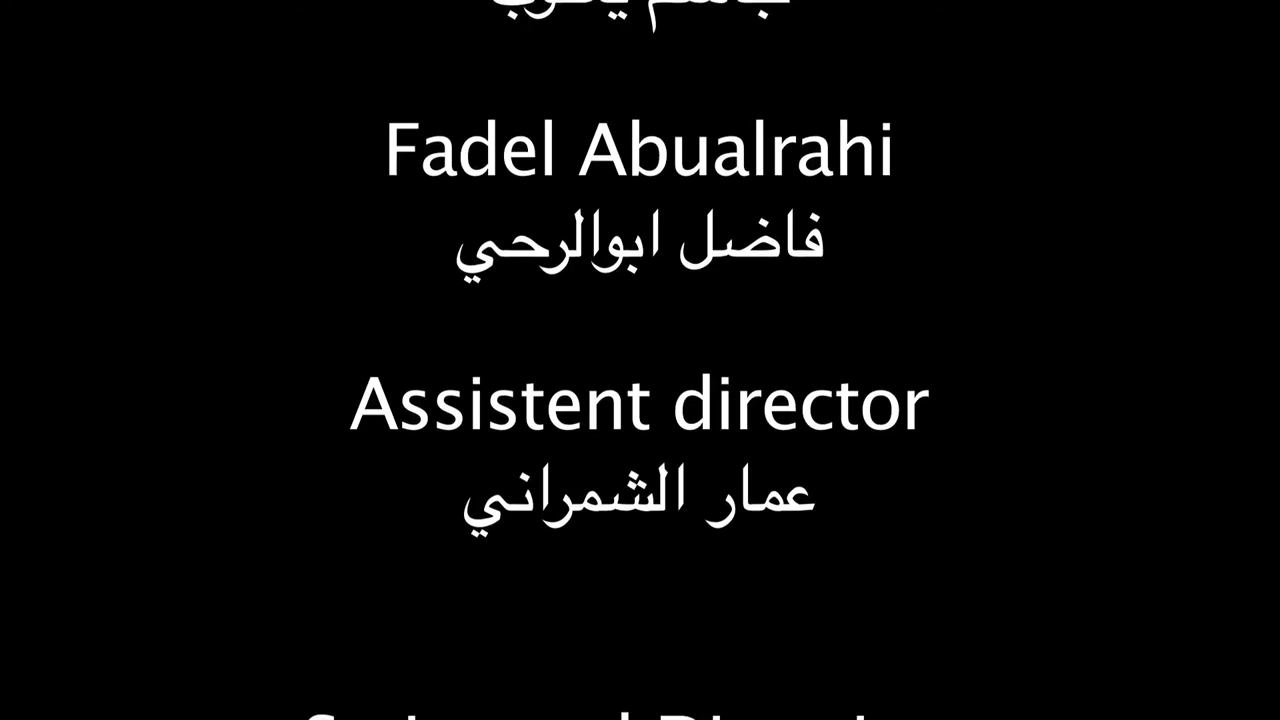 Fadel Abualrahi
فاضل ابوالرحي
Assistent director
عمار الشمراني